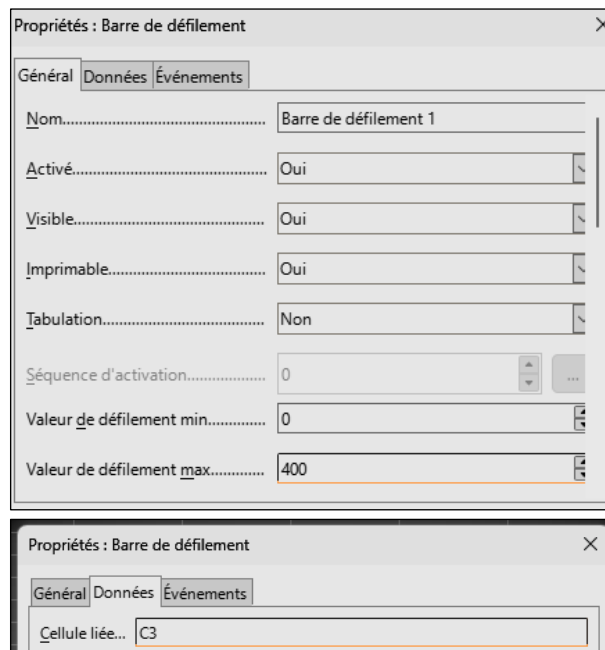 Propriétés : Barre de défilement
Général Données Événements
Nom................................................ Barre de défilement 1
Activé.............................................. Oui
Visible............................................. Oui
Imprimable....................................... Oui
Tabulation........................................ Non
Séquence d'activation................... 0 ...
Valeur de défilement min.............. 0
Valeur de défilement max............. 400
Propriétés : Barre de défilement
Général Données Événements
Cellule liée... C3